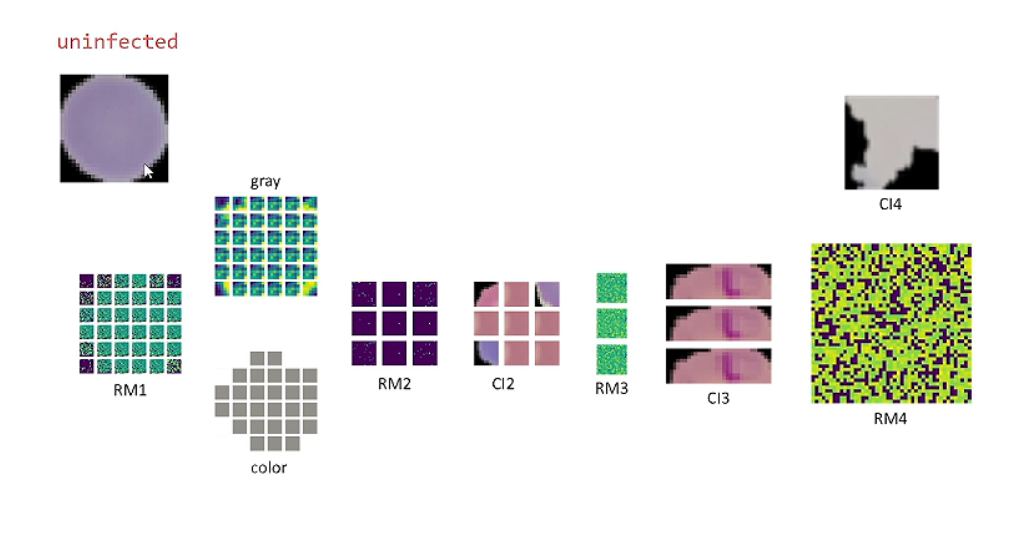 uninfected
gray
CI4
RM1
RM2
CI2
RM3
CI3
RM4
color